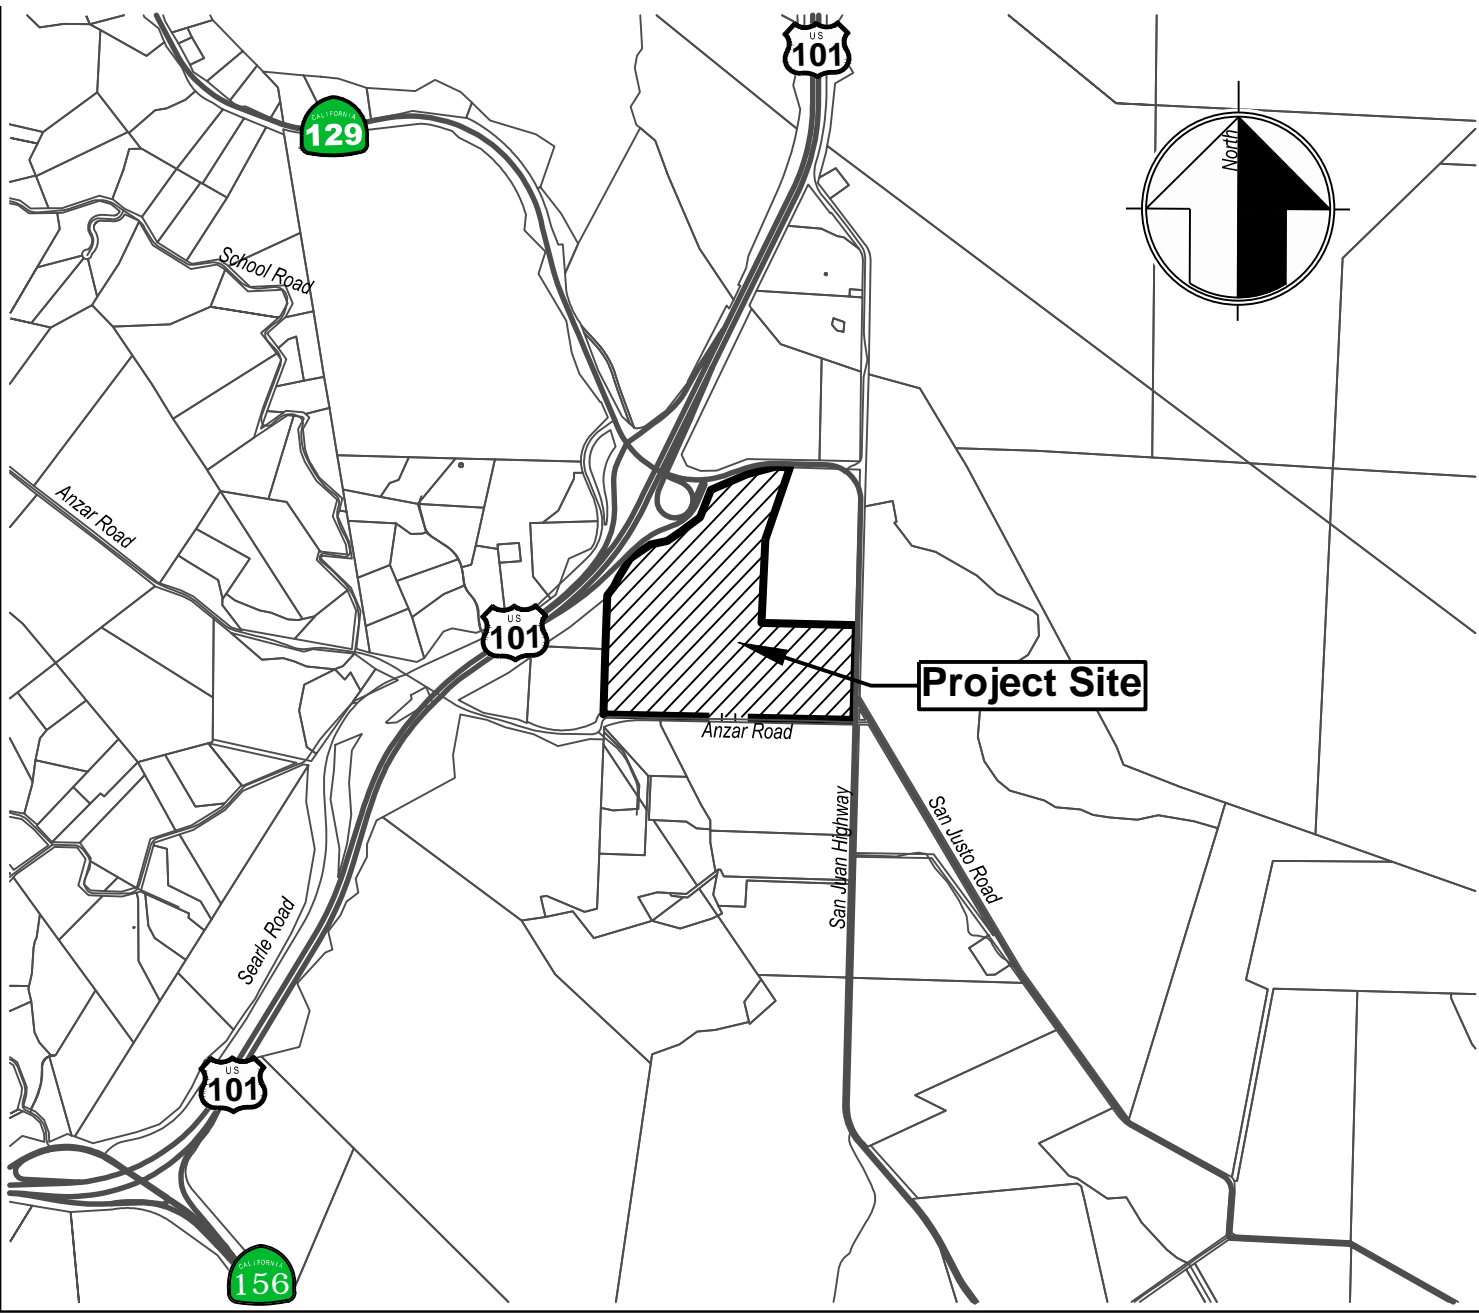 US
101
CALIFORNIA
129
North
School Road
Anzar Road
US
101
Project Site
Anzar Road
San Juan Highway
San Justo Road
Searle Road
US
101
CALIFORNIA
156